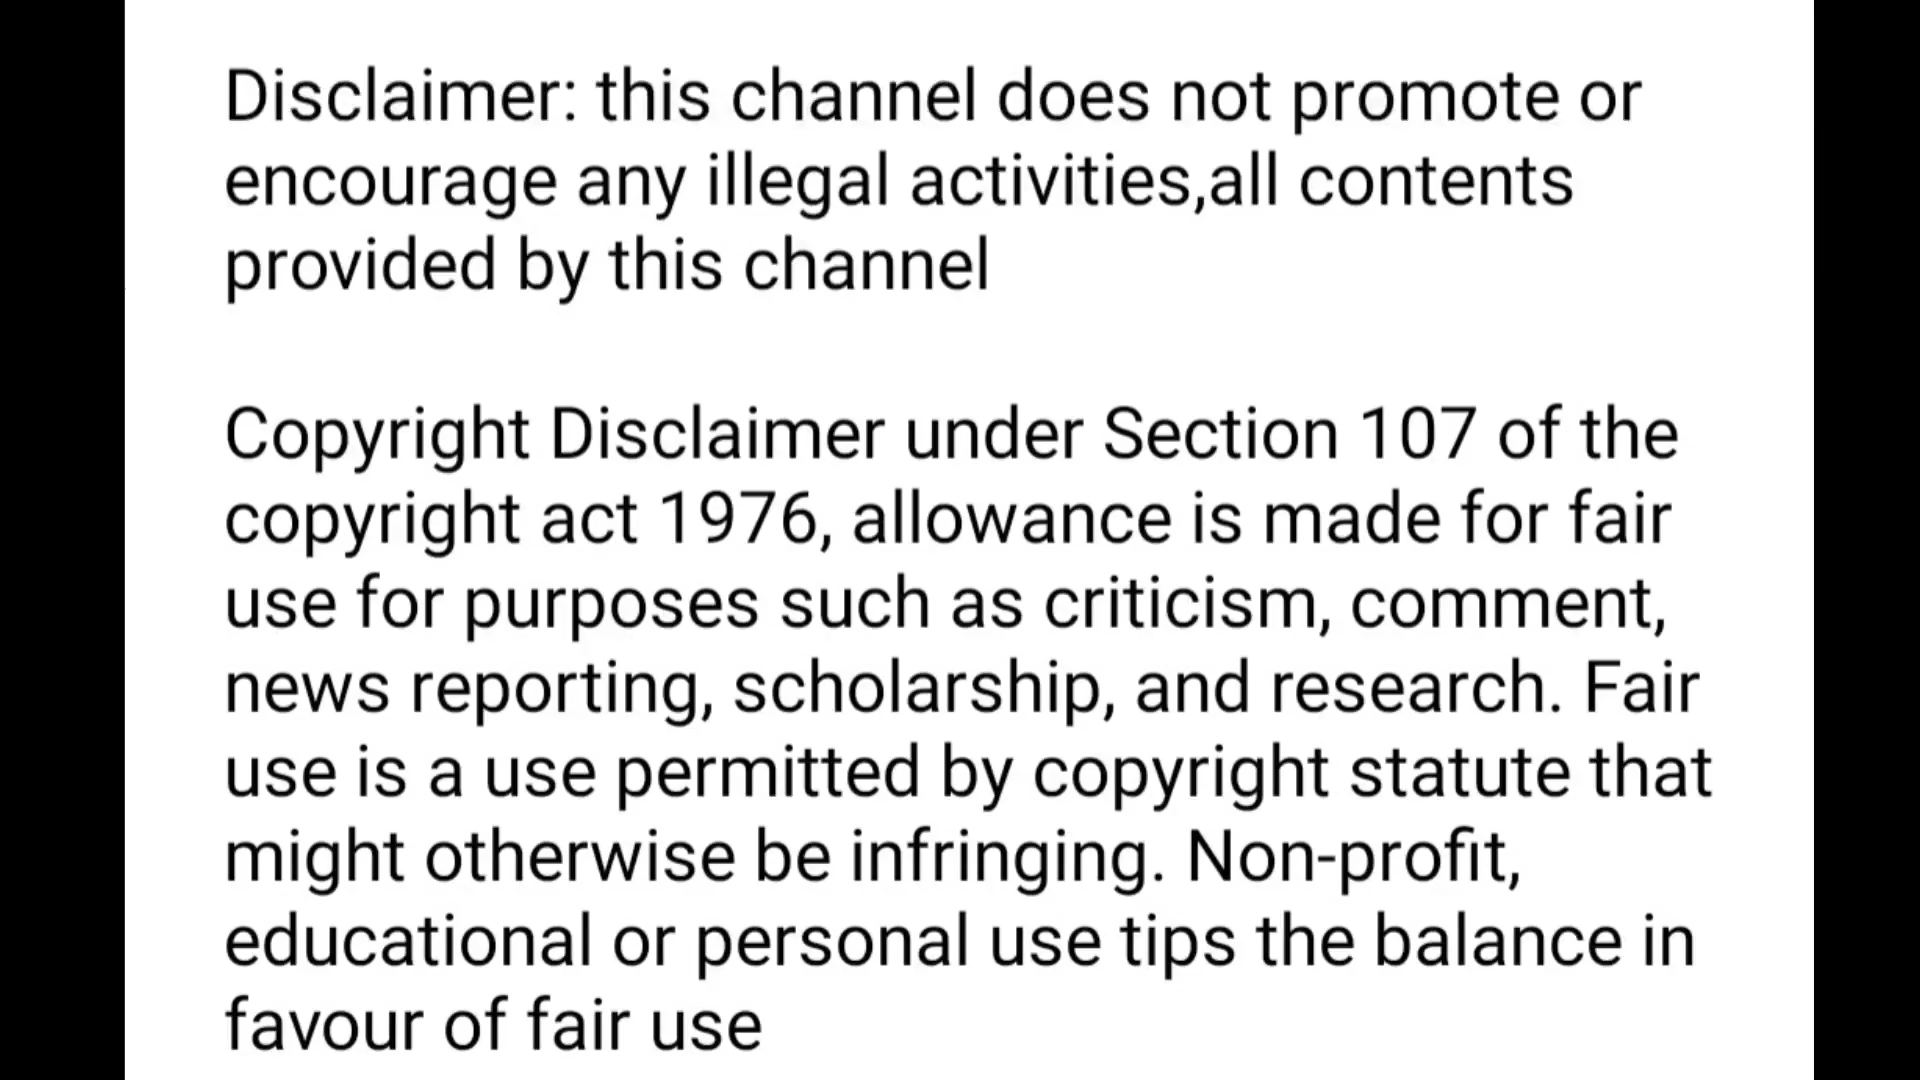 Disclaimer: this channel does not promote or
encourage any illegal activities,all contents
provided by this channel
Copyright Disclaimer under Section 107 of the
copyright act 1976, allowance is made for fair
use for purposes such as criticism, comment,
news reporting, scholarship, and research. Fair
use is a use permitted by copyright statute that
might otherwise be infringing. Non-profit,
educational or personal use tips the balance in
favour of fair use